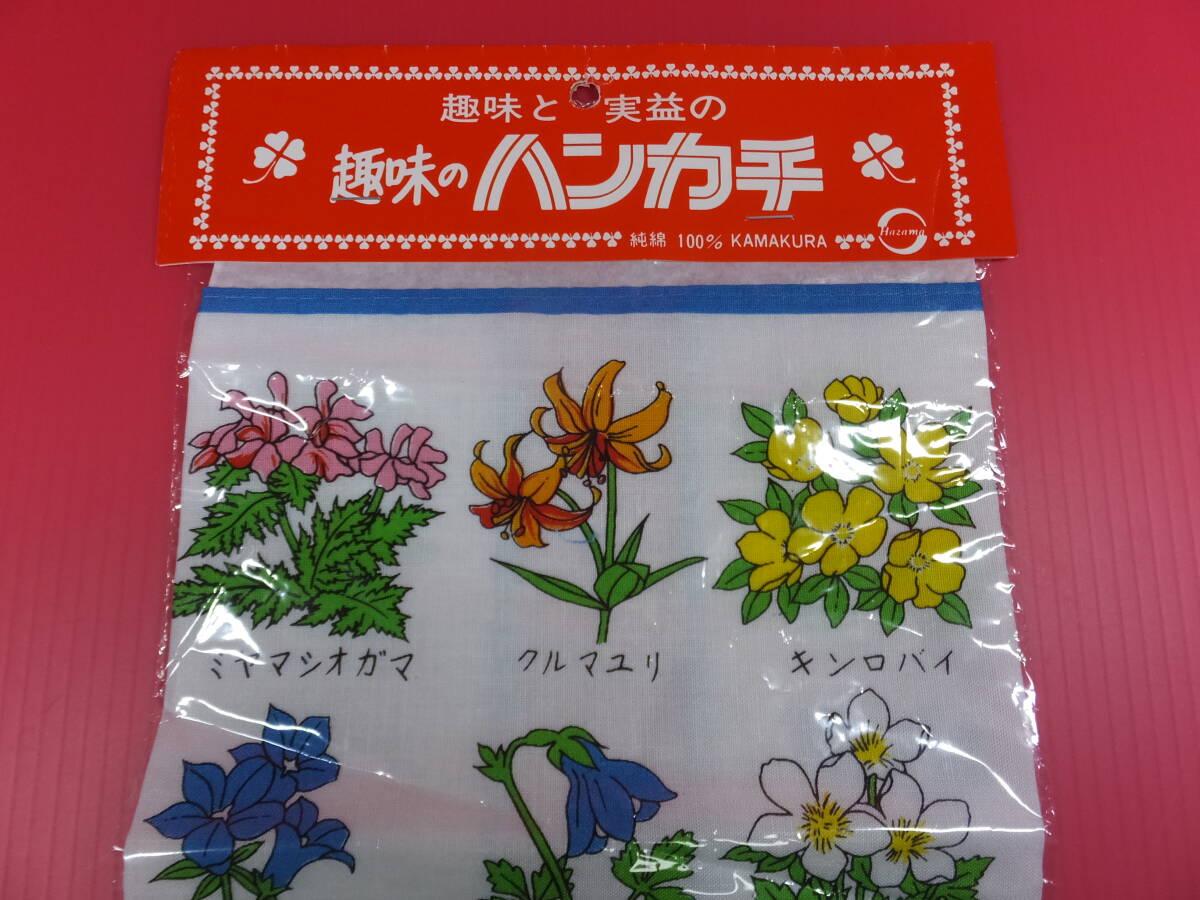 趣味と 実益の
趣味のハンカチ
純綿 100% KAMAKURA
Hazama
ミヤマシオガマ
クルマユリ
キンロバイ